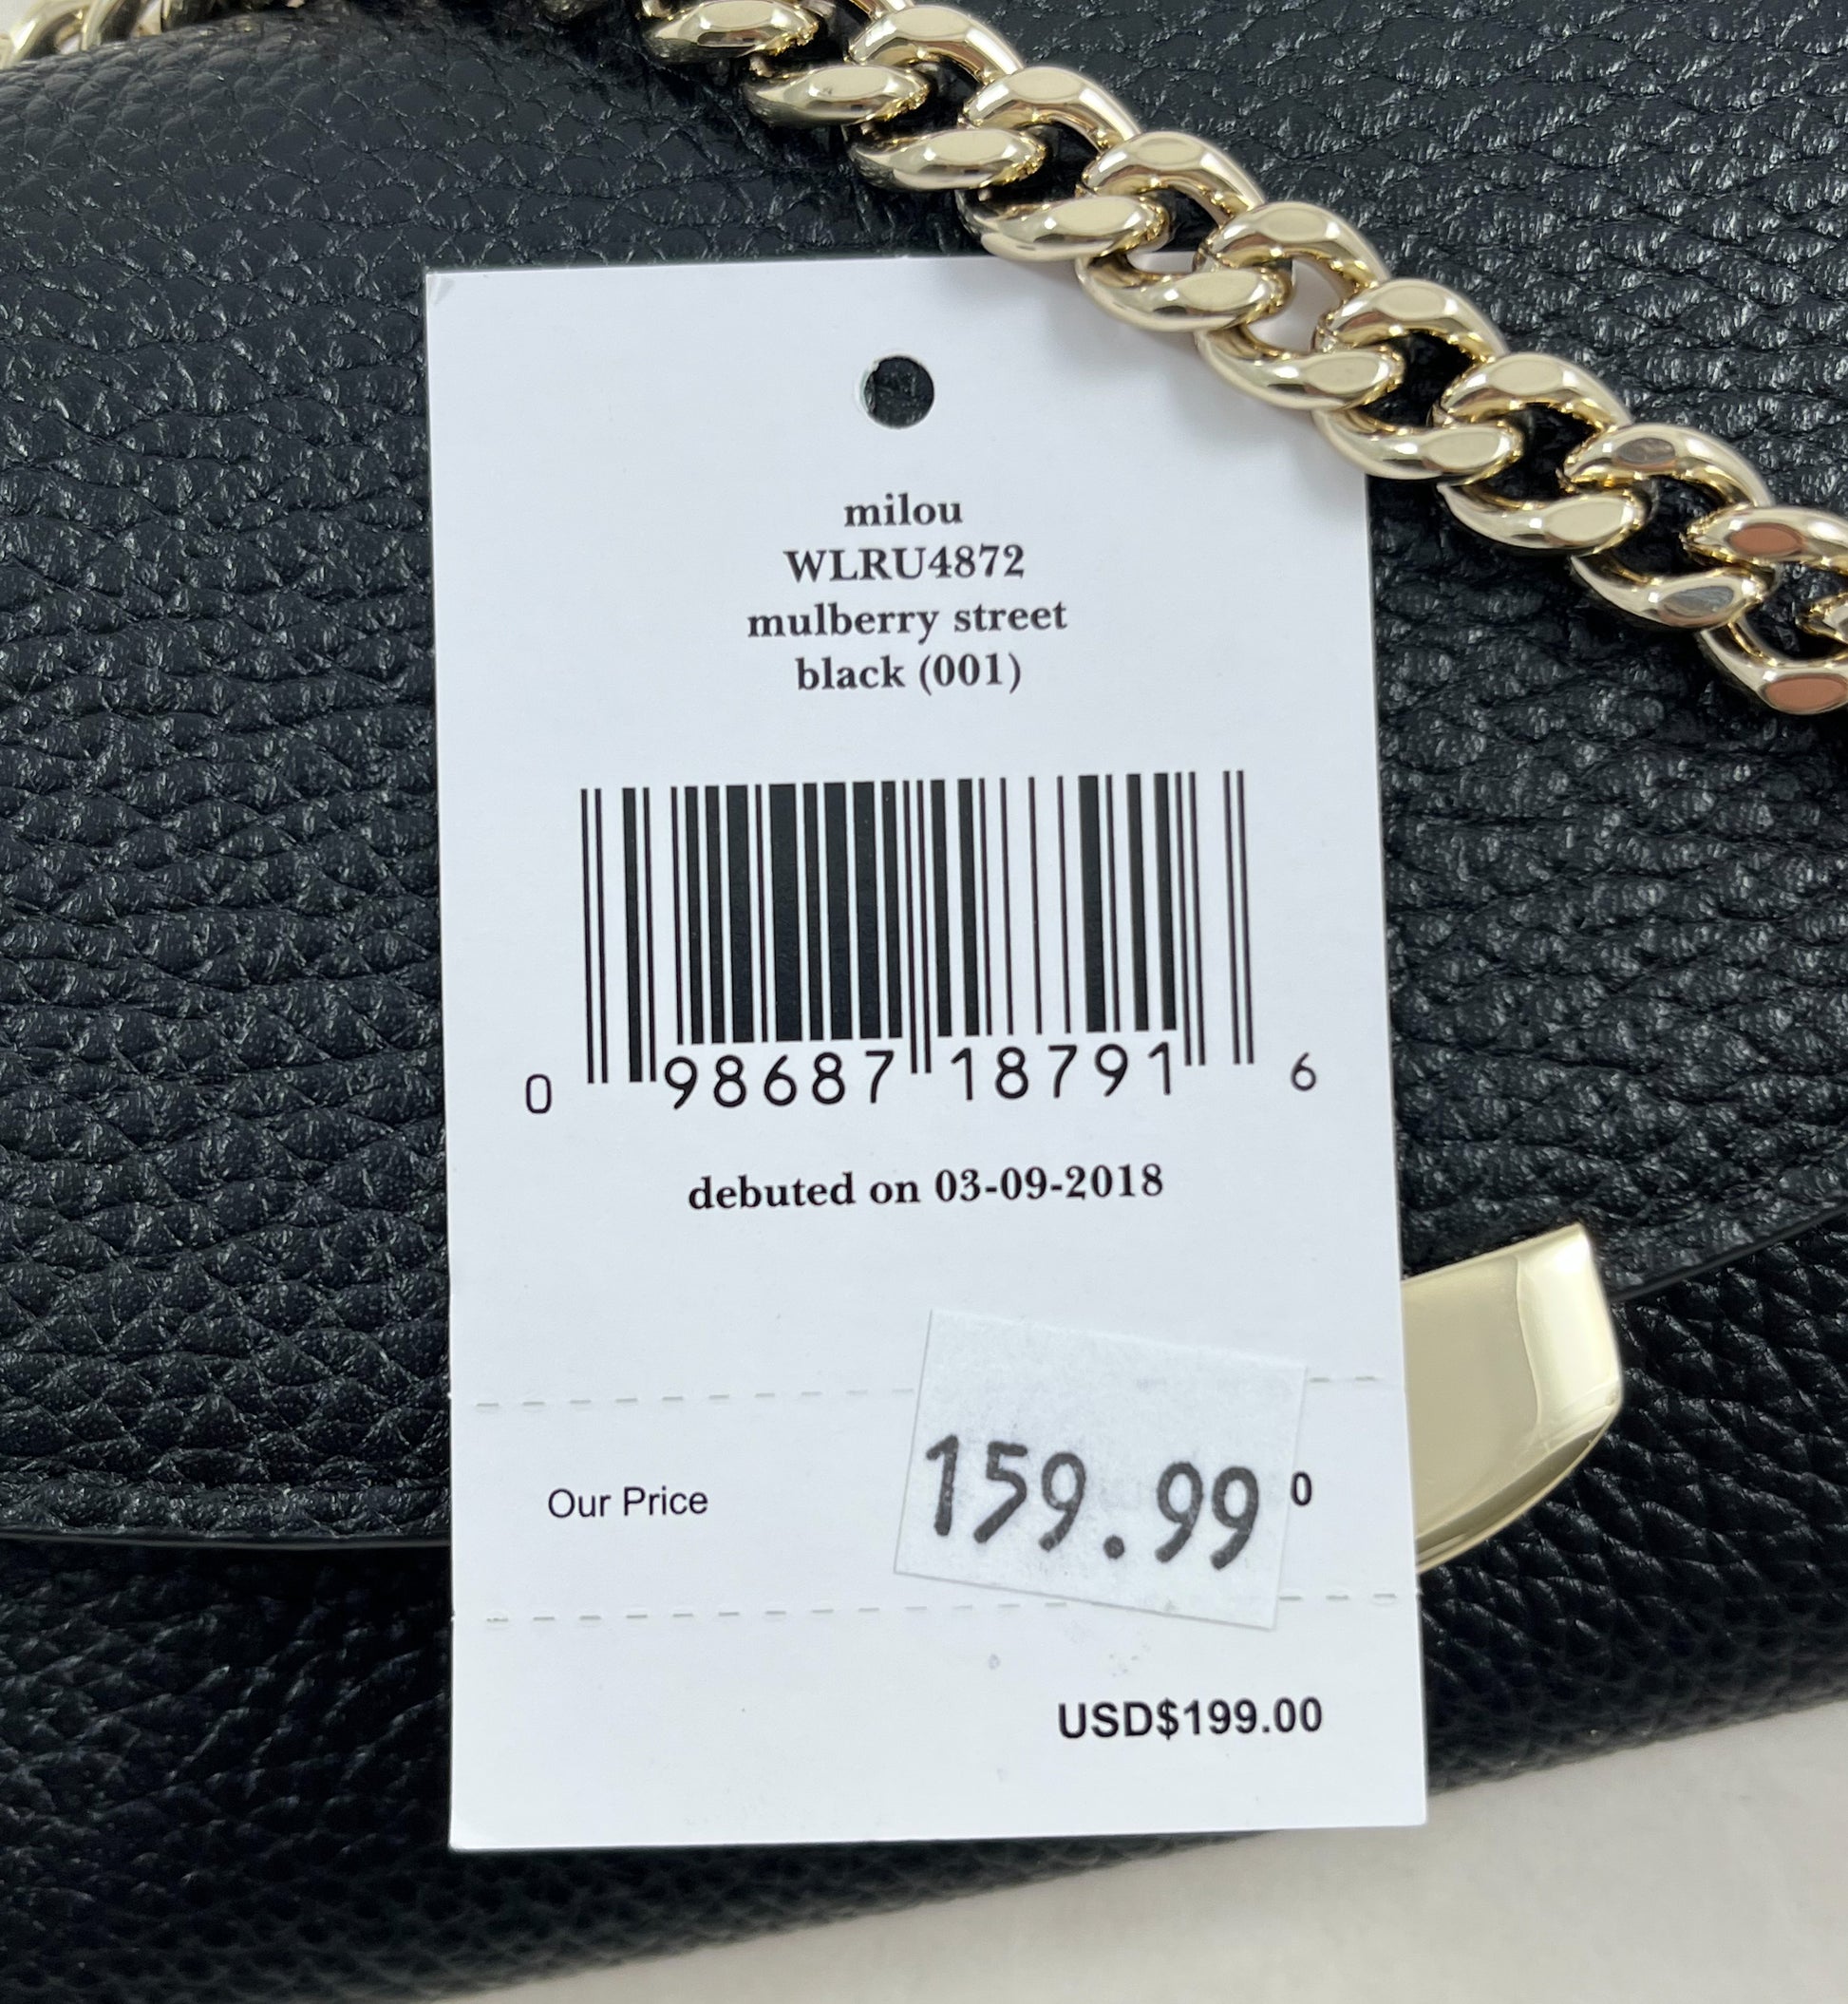 milou
WLRU4872
mulberry street
black (001)
0 98687 18791 6
debuted on 03-09-2018
Our Price 159.99 0
USD$199.00